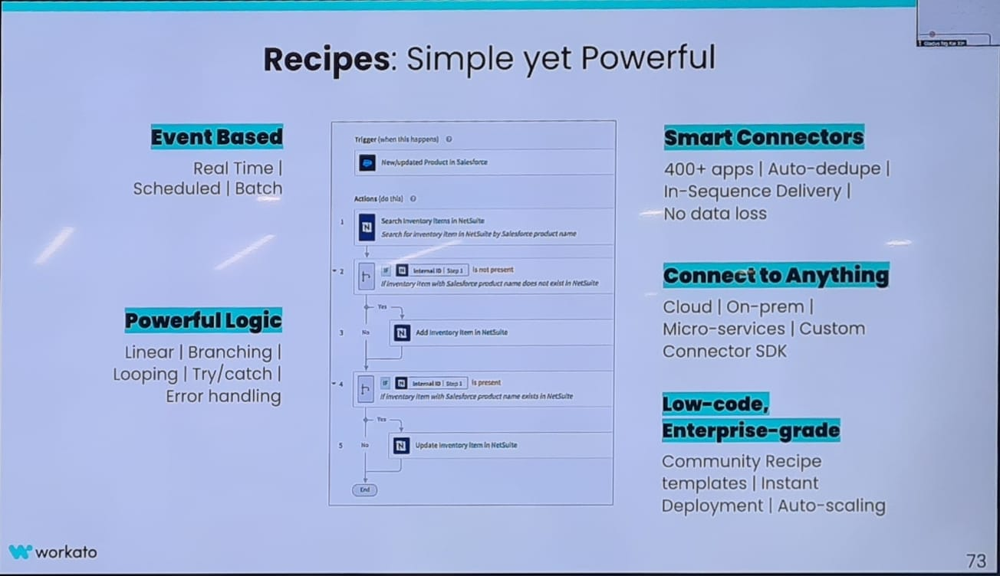 Recipes: Simple yet Powerful
Event Based
Real Time |
Scheduled | Batch
Powerful Logic
Linear | Branching |
Looping | Try/catch |
Error handling
Trigger (when this happens) ?
New/updated Product in Salesforce
Actions (do this) ?
1
N
Search Inventory Items in NetSuite
Search for inventory item in NetSuite by Salesforce product name
2
IF N Internal ID | Step 1 is not present
If inventory item with Salesforce product name does not exist in NetSuite
Yes
3 No N Add Inventory Item in NetSuite
4
IF N Internal ID | Step 1 is present
If inventory item with Salesforce product name exists in NetSuite
Yes
5 No N Update Inventory Item in NetSuite
End
Smart Connectors
400+ apps | Auto-dedupe |
In-Sequence Delivery |
No data loss
Connect to Anything
Cloud | On-prem |
Micro-services | Custom
Connector SDK
Low-code,
Enterprise-grade
Community Recipe
templates | Instant
Deployment | Auto-scaling
workato
73